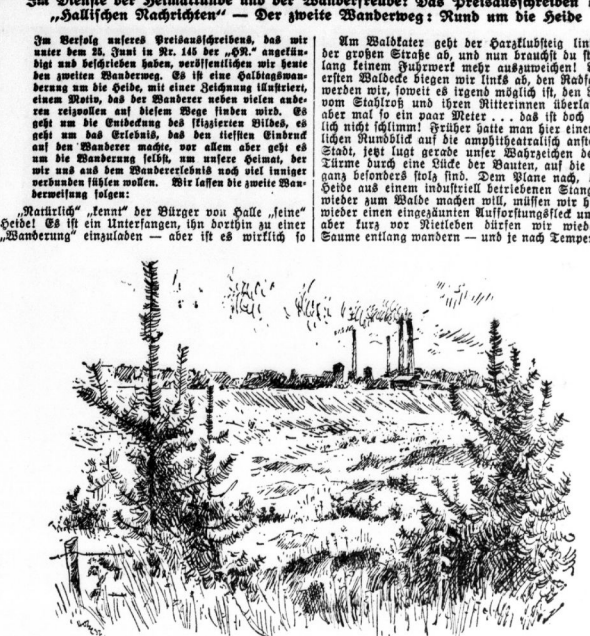 Im Dienste der Heimatkunde und der Wanderfreude: Das Preisausschreiben
„Hallischen Nachrichten“ — Der zweite Wanderweg: Rund um die Heide
Im Verfolg unseres Preisausschreibens, das wir
unter dem 25. Juni in Nr. 145 der „HN.“ angekün-
digt und beschrieben haben, veröffentlichen wir heute
den zweiten Wanderweg. Es ist eine Halbtagswan-
derung um die Heide, mit einer Zeichnung illustriert,
einem Motiv, das der Wanderer neben vielen ande-
ren reizvollen auf diesem Wege finden wird. Es
geht um die Entdeckung des skizzierten Bildes, es
geht um das Erlebnis, das den tiefsten Eindruck
auf den Wanderer machte, vor allem aber geht es
um die Wanderung selbst, um unsere Heimat, der
wir uns aus dem Wandererlebnis noch viel inniger
verbunden fühlen wollen. Wir lassen die zweite Wan-
derweisung folgen:
„Natürlich“ „kennt“ der Bürger von Halle „seine“
Heide! Es ist ein Unterfangen, ihn dorthin zu einer
„Wanderung“ einzuladen — aber ist es wirklich so
Am Waldkater geht der Harzklubsteig lin
der großen Straße ab, und nun brauchst du st
lang keinem Fuhrwerk mehr auszuweichen!
ersten Waldecke biegen wir links ab, den Radf
werden wir, soweit es irgend möglich ist, den
vom Stahlroß und ihren Ritterinnen überla
aber mal so ein paar Meter . . . das ist doch
lich nicht schlimm! Früher hatte man hier einen
lichen Rundblick auf die amphitheatralisch anste
Stadt, jetzt lugt gerade unser Wahrzeichen de
Türme durch eine Lücke der Bauten, auf die
ganz besonders stolz sind. Dem Plane nach,
Heide aus einem industriell betriebenen Stang
wieder zum Walde machen will, müssen wir h
wieder einen eingezäunten Aufforstungsfleck um
aber kurz vor Nietleben dürfen wir wied
Saume entlang wandern — und je nach Temper